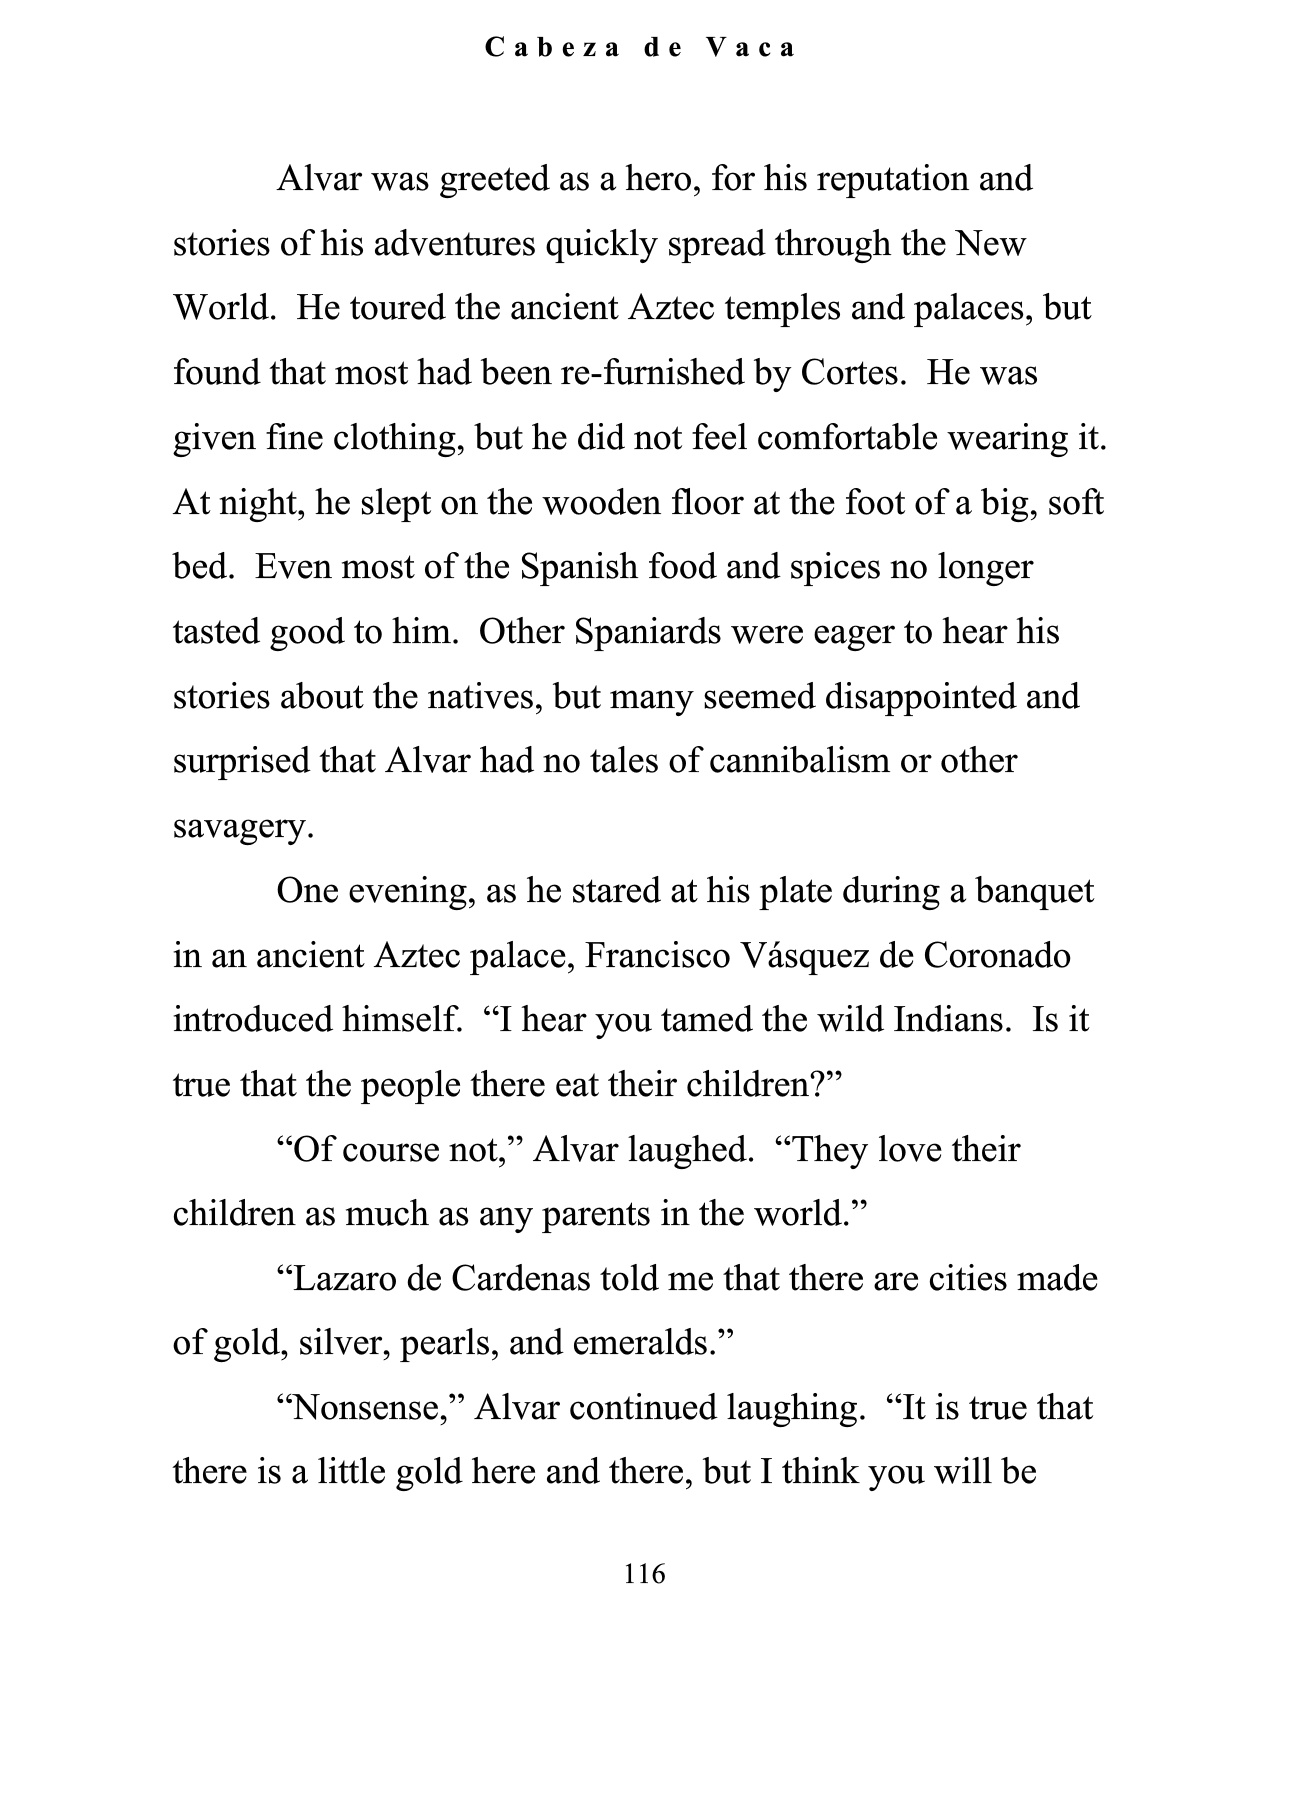 Cabeza de Vaca
Alvar was greeted as a hero, for his reputation and
stories of his adventures quickly spread through the New
World.  He toured the ancient Aztec temples and palaces, but
found that most had been re-furnished by Cortes.  He was
given fine clothing, but he did not feel comfortable wearing it.
At night, he slept on the wooden floor at the foot of a big, soft
bed.  Even most of the Spanish food and spices no longer
tasted good to him.  Other Spaniards were eager to hear his
stories about the natives, but many seemed disappointed and
surprised that Alvar had no tales of cannibalism or other
savagery.
One evening, as he stared at his plate during a banquet
in an ancient Aztec palace, Francisco Vásquez de Coronado
introduced himself.  “I hear you tamed the wild Indians.  Is it
true that the people there eat their children?”
“Of course not,” Alvar laughed.  “They love their
children as much as any parents in the world.”
“Lazaro de Cardenas told me that there are cities made
of gold, silver, pearls, and emeralds.”
“Nonsense,” Alvar continued laughing.  “It is true that
there is a little gold here and there, but I think you will be
116